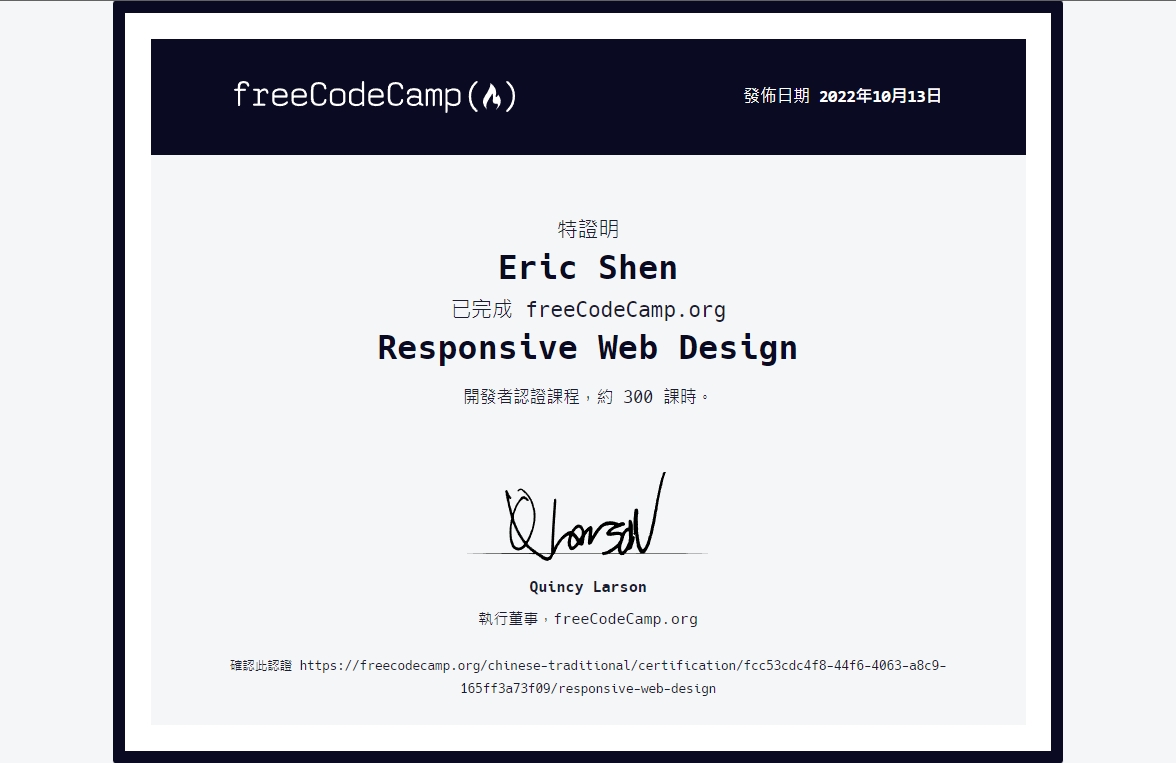 freeCodeCamp(🔥)
發佈日期 2022年10月13日
特證明
Eric Shen
已完成 freeCodeCamp.org
Responsive Web Design
開發者認證課程，約 300 課時。
Q Larson
Quincy Larson
執行董事，freeCodeCamp.org
確認此認證 https://freecodecamp.org/chinese-traditional/certification/fcc53cdc4f8-44f6-4063-a8c9-
165ff3a73f09/responsive-web-design